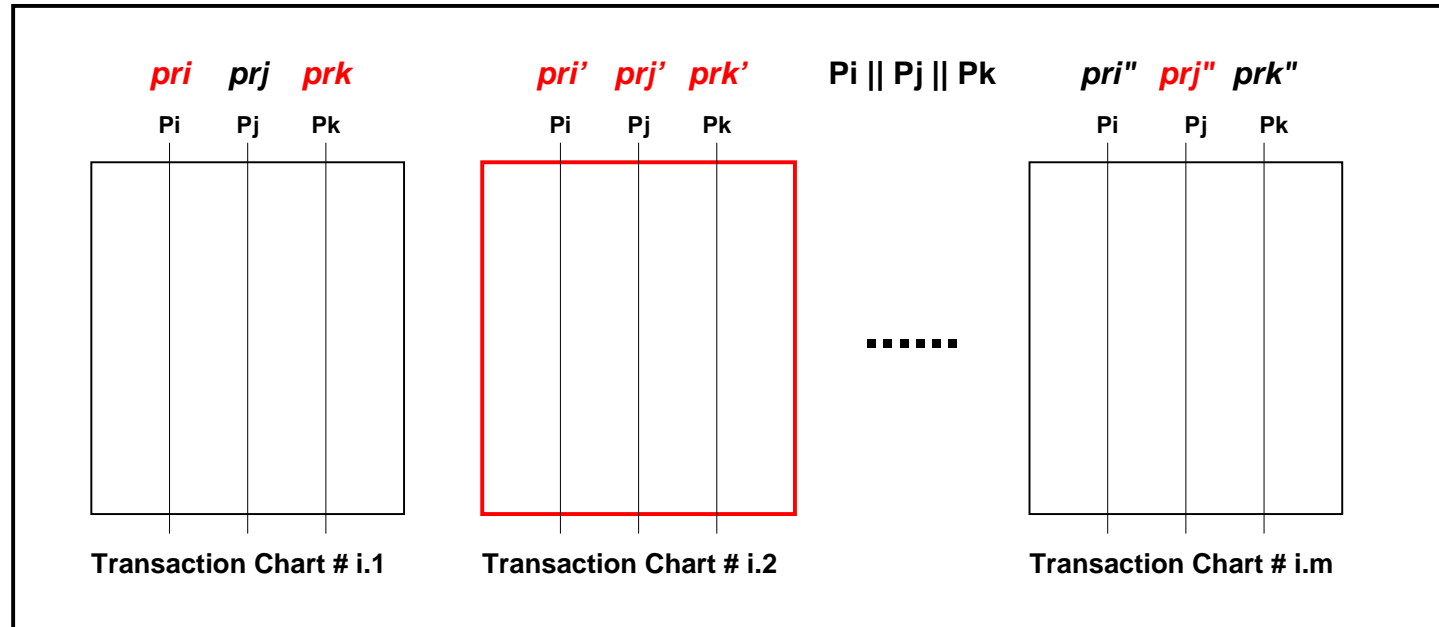 pri prj prk pri’ prj’ prk’ Pi || Pj || Pk pri" prj" prk"
Pi Pj Pk Pi Pj Pk Pi Pj Pk
......
Transaction Chart # i.1 Transaction Chart # i.2 Transaction Chart # i.m